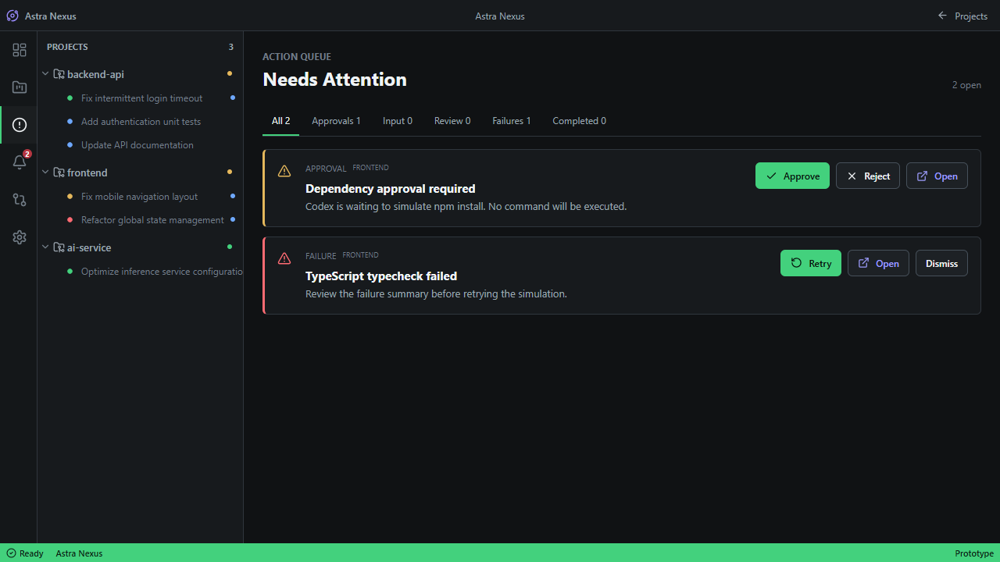 Astra Nexus
Astra Nexus
Projects
PROJECTS 3
backend-api
Fix intermittent login timeout
Add authentication unit tests
Update API documentation
frontend
Fix mobile navigation layout
Refactor global state management
ai-service
Optimize inference service configuratio
2
ACTION QUEUE
Needs Attention
2 open
All 2 Approvals 1 Input 0 Review 0 Failures 1 Completed 0
APPROVAL FRONTEND
Dependency approval required
Codex is waiting to simulate npm install. No command will be executed.
Approve Reject Open
FAILURE FRONTEND
TypeScript typecheck failed
Review the failure summary before retrying the simulation.
Retry Open Dismiss
Ready Astra Nexus Prototype